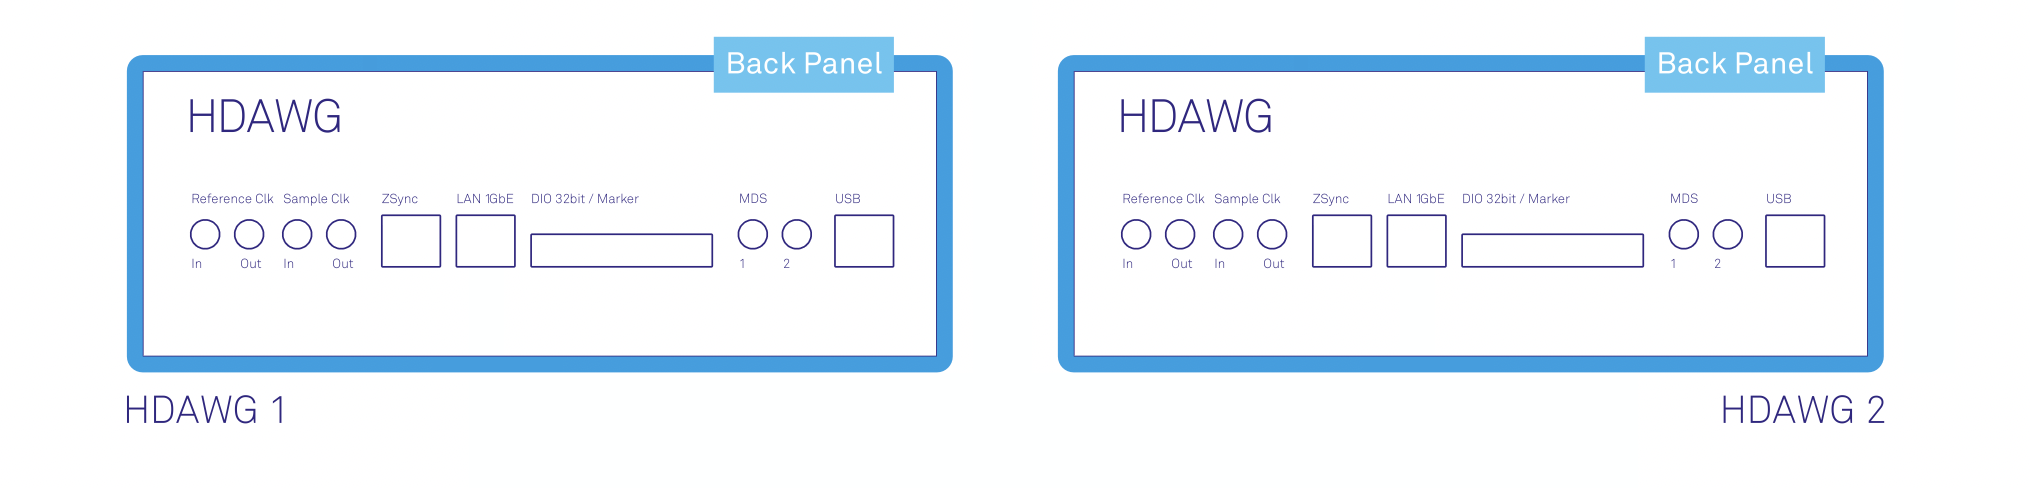 Back Panel
HDAWG
Reference Clk Sample Clk ZSync LAN 1GbE DIO 32bit / Marker MDS USB
In Out In Out 1 2
HDAWG 1
Back Panel
HDAWG
Reference Clk Sample Clk ZSync LAN 1GbE DIO 32bit / Marker MDS USB
In Out In Out 1 2
HDAWG 2